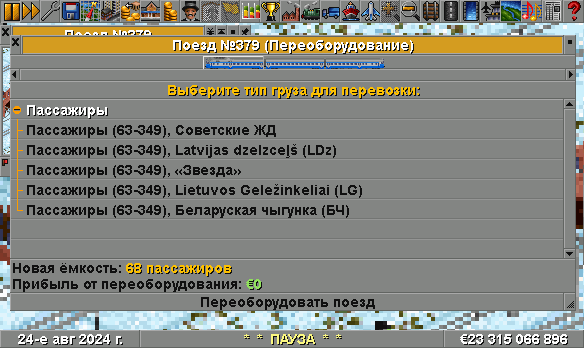 Поезд №379
Поезд №379 (Переоборудование)
Выберите тип груза для перевозки:
Пассажиры
Пассажиры (63-349), Советские ЖД
Пассажиры (63-349), Latvijas dzelzceļš (LDz)
Пассажиры (63-349), «Звезда»
Пассажиры (63-349), Lietuvos Geležinkeliai (LG)
Пассажиры (63-349), Беларуская чыгунка (БЧ)
Новая ёмкость: 68 пассажиров
Прибыль от переоборудования: €0
Переоборудовать поезд
24-е авг 2024 г.
* * ПАУЗА * *
€23 315 066 896